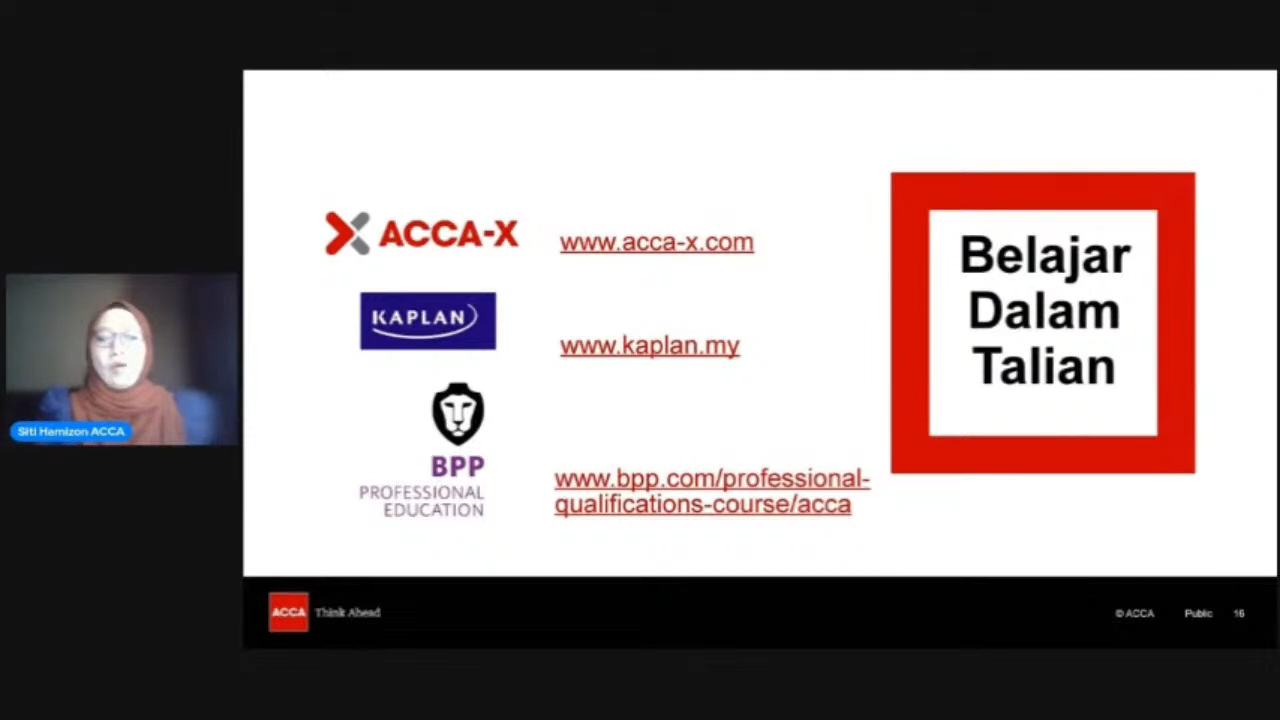 ACCA-X
www.acca-x.com
KAPLAN
www.kaplan.my
BPP
PROFESSIONAL
EDUCATION
www.bpp.com/professional-
qualifications-course/acca
Belajar
Dalam
Talian
Siti Hamizon ACCA
ACCA
Think Ahead
© ACCA
Public
16